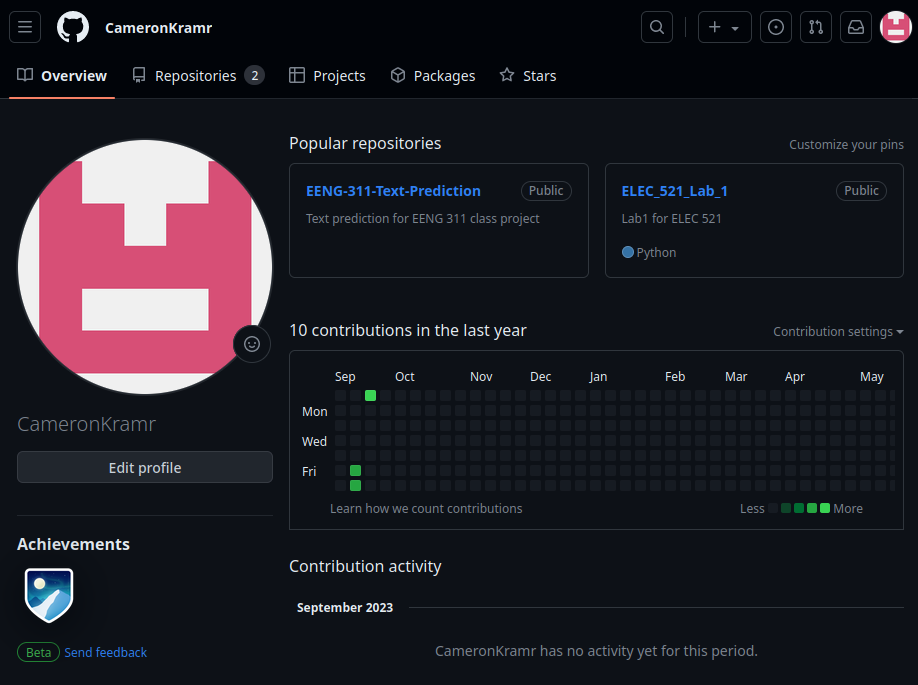 CameronKramr
Overview
Repositories 2
Projects
Packages
Stars
CameronKramr
Edit profile
Achievements
Beta Send feedback
Popular repositories
Customize your pins
EENG-311-Text-Prediction Public
Text prediction for EENG 311 class project
ELEC_521_Lab_1 Public
Lab1 for ELEC 521
Python
10 contributions in the last year
Contribution settings
Sep Oct Nov Dec Jan Feb Mar Apr May
Mon
Wed
Fri
Learn how we count contributions
Less More
Contribution activity
September 2023
CameronKramr has no activity yet for this period.